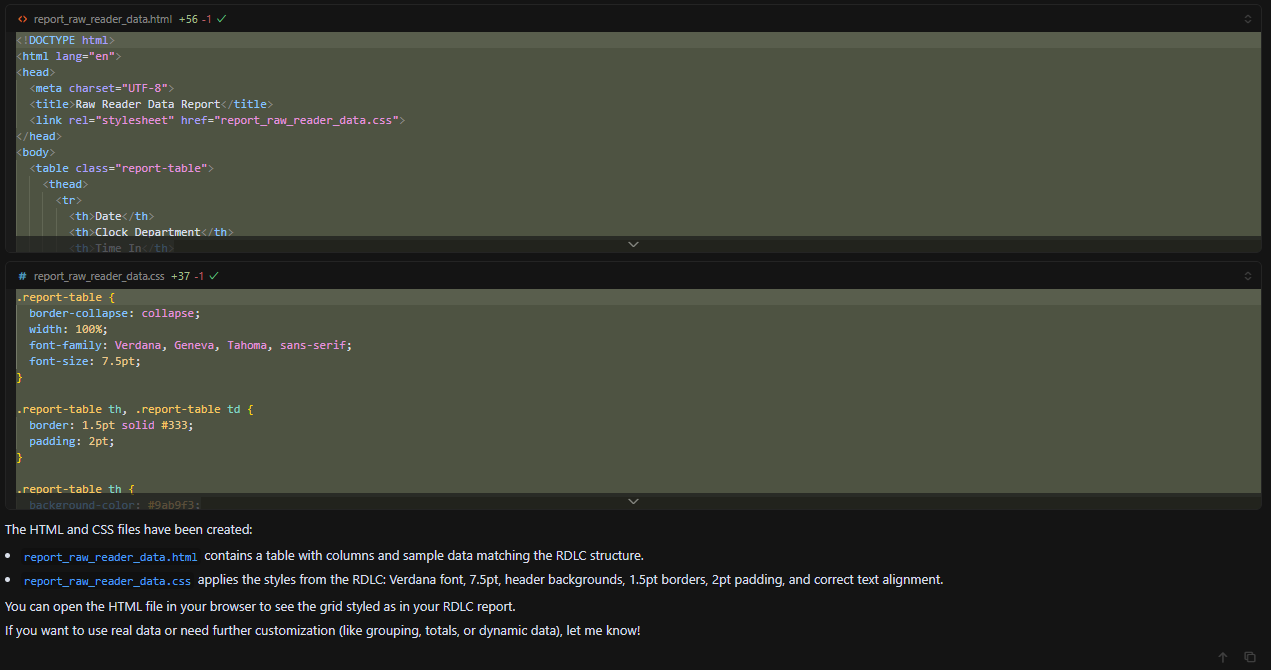 <> report_raw_reader_data.html +56 -1 ✓
<!DOCTYPE html>
<html lang="en">
<head>
<meta charset="UTF-8">
<title>Raw Reader Data Report</title>
<link rel="stylesheet" href="report_raw_reader_data.css">
</head>
<body>
<table class="report-table">
<thead>
<tr>
<th>Date</th>
<th>Clock Department</th>
<th>Time In</th>
# report_raw_reader_data.css +37 -1 ✓
.report-table {
border-collapse: collapse;
width: 100%;
font-family: Verdana, Geneva, Tahoma, sans-serif;
font-size: 7.5pt;
}
.report-table th, .report-table td {
border: 1.5pt solid #333;
padding: 2pt;
}
.report-table th {
background-color: #9ab9f3;
The HTML and CSS files have been created:
• report_raw_reader_data.html contains a table with columns and sample data matching the RDLC structure.
• report_raw_reader_data.css applies the styles from the RDLC: Verdana font, 7.5pt, header backgrounds, 1.5pt borders, 2pt padding, and correct text alignment.
You can open the HTML file in your browser to see the grid styled as in your RDLC report.
If you want to use real data or need further customization (like grouping, totals, or dynamic data), let me know!